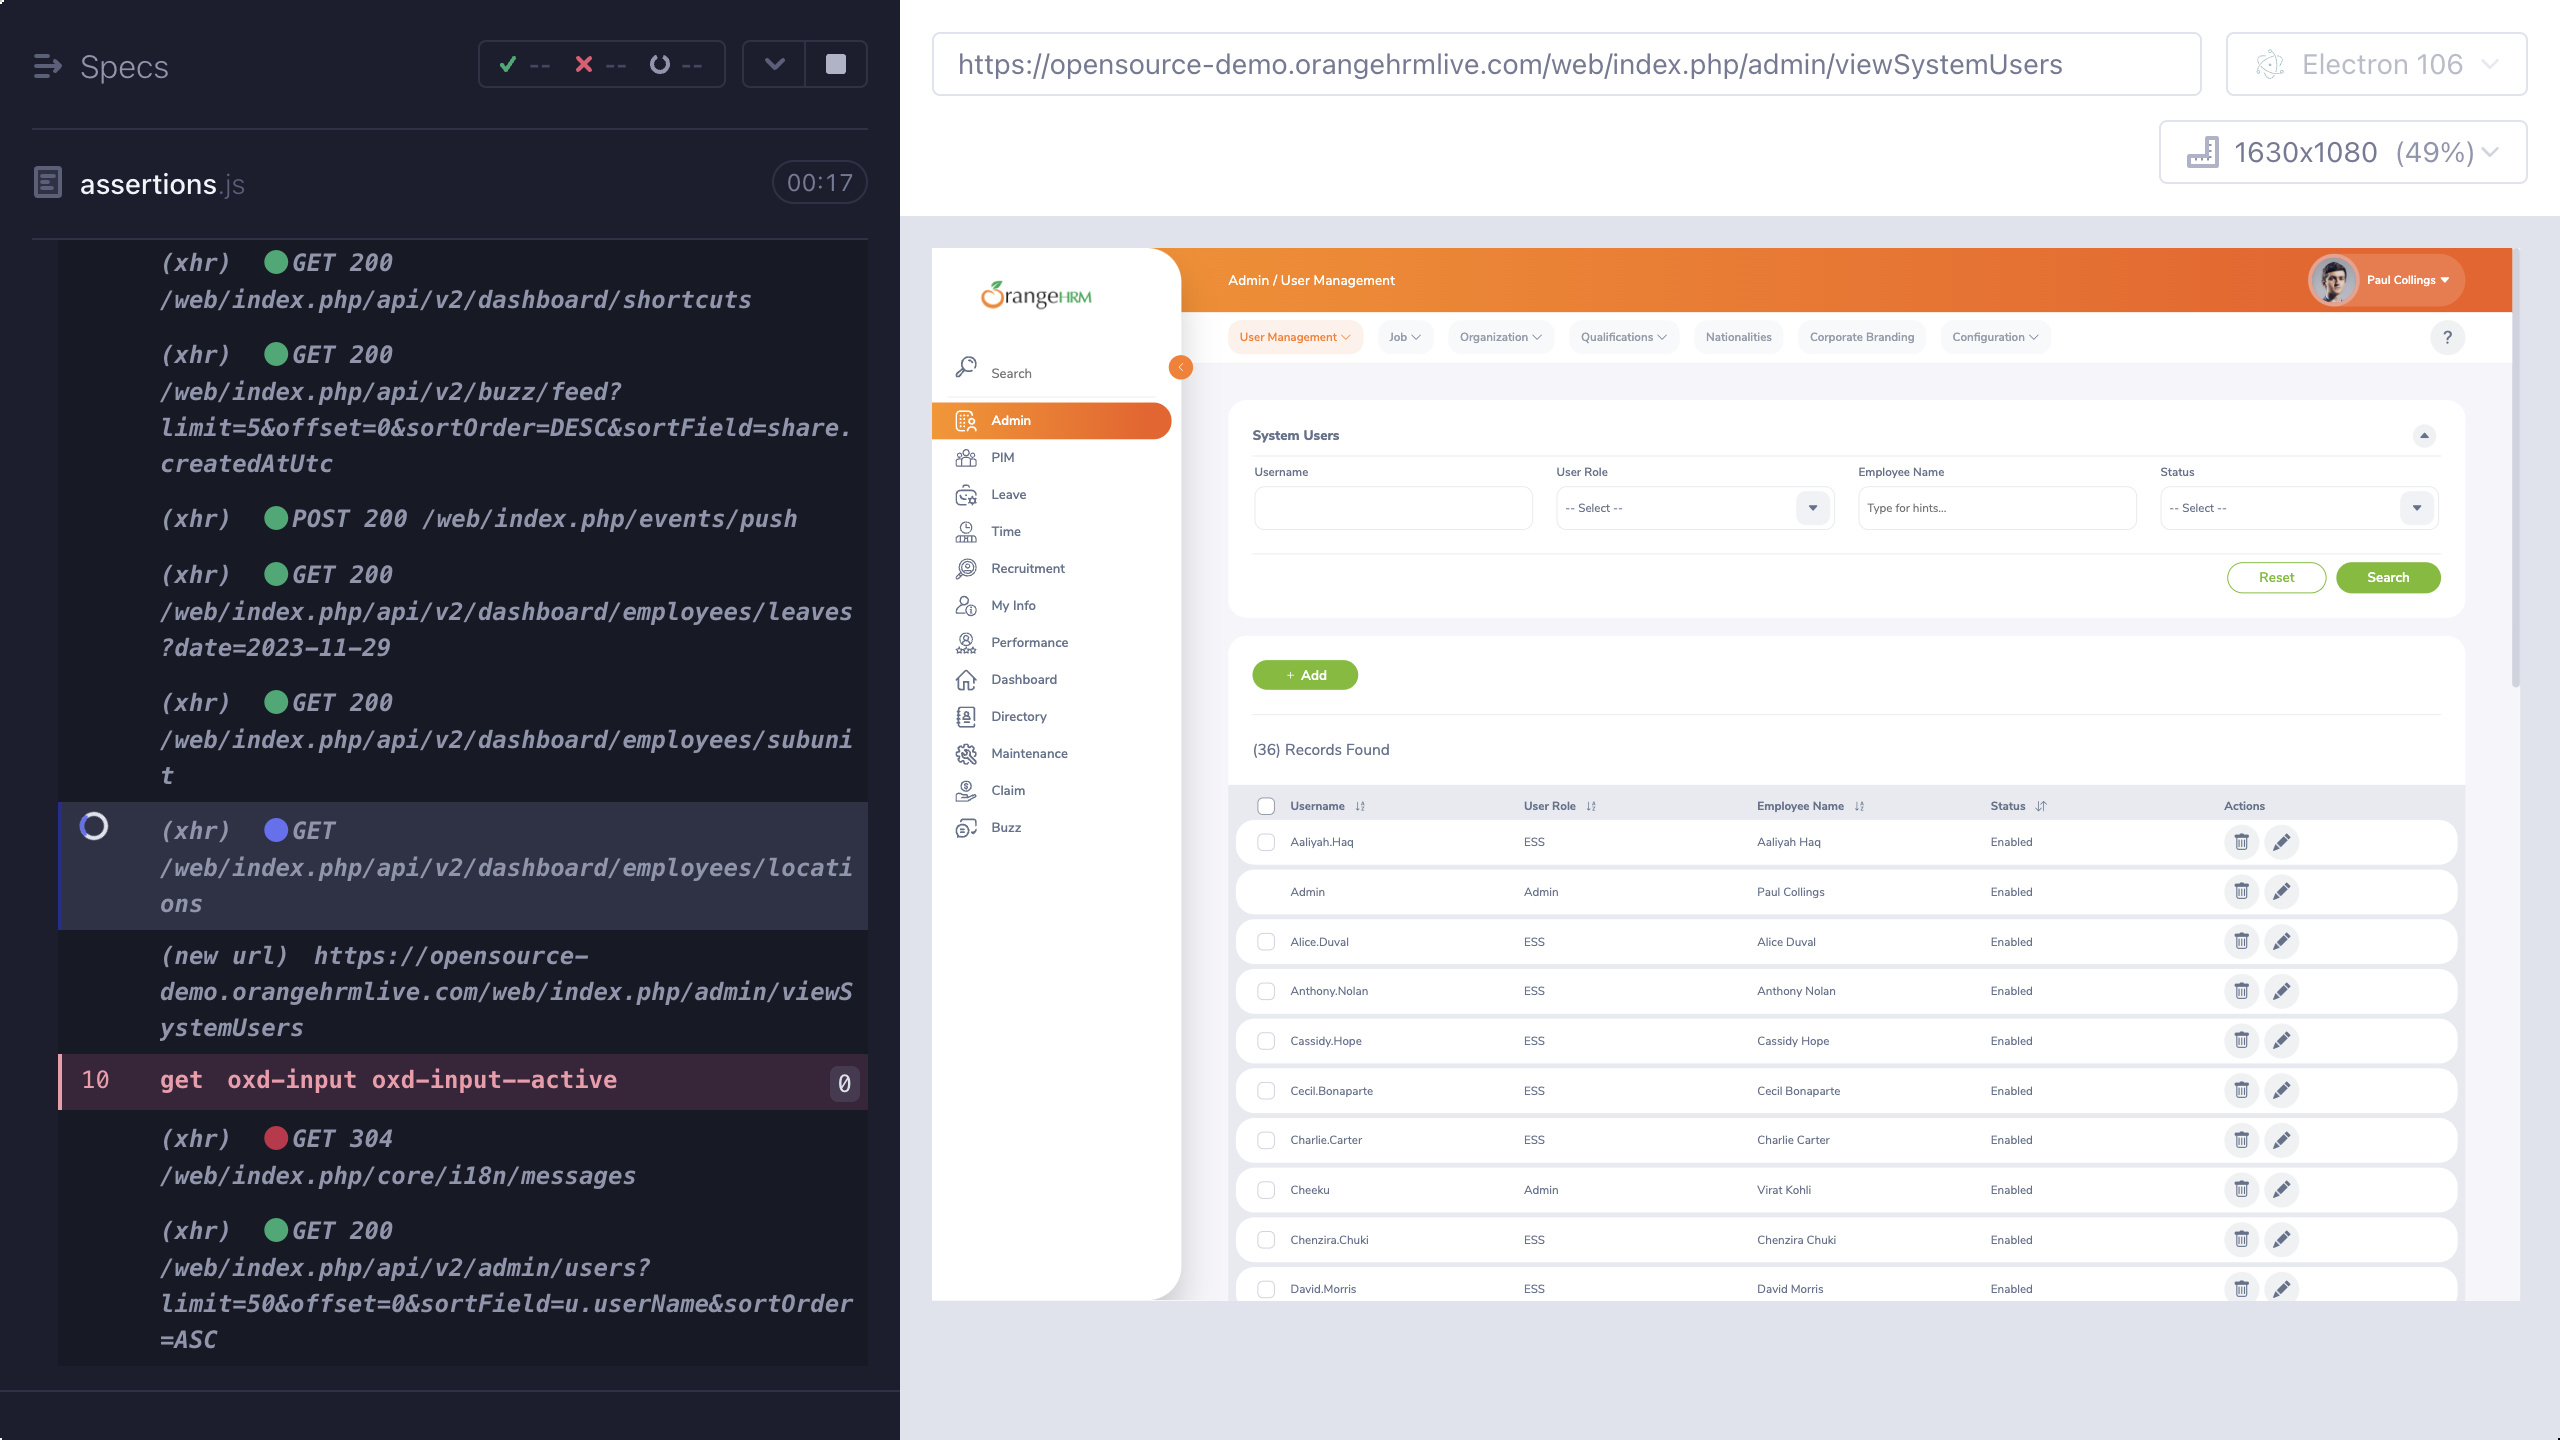 Specs
-- -- --
assertions.js
00:17
(xhr) GET 200
/web/index.php/api/v2/dashboard/shortcuts
(xhr) GET 200
/web/index.php/api/v2/buzz/feed?
limit=5&offset=0&sortOrder=DESC&sortField=share.
createdAtUtc
(xhr) POST 200 /web/index.php/events/push
(xhr) GET 200
/web/index.php/api/v2/dashboard/employees/leaves
?date=2023-11-29
(xhr) GET 200
/web/index.php/api/v2/dashboard/employees/subuni
t
(xhr) GET
/web/index.php/api/v2/dashboard/employees/locati
ons
(new url) https://opensource-
demo.orangehrmlive.com/web/index.php/admin/viewS
ystemUsers
10 get oxd-input oxd-input--active 0
(xhr) GET 304
/web/index.php/core/i18n/messages
(xhr) GET 200
/web/index.php/api/v2/admin/users?
limit=50&offset=0&sortField=u.userName&sortOrder
=ASC
https://opensource-demo.orangehrmlive.com/web/index.php/admin/viewSystemUsers
Electron 106
1630x1080 (49%)
OrangeHRM
Search
Admin
PIM
Leave
Time
Recruitment
My Info
Performance
Dashboard
Directory
Maintenance
Claim
Buzz
Admin / User Management
Paul Collings
User Management Job Organization Qualifications Nationalities Corporate Branding Configuration ?
System Users
Username User Role Employee Name Status
-- Select -- Type for hints... -- Select --
Reset Search
+ Add
(36) Records Found
Username User Role Employee Name Status Actions
Aaliyah.Haq ESS Aaliyah Haq Enabled
Admin Admin Paul Collings Enabled
Alice.Duval ESS Alice Duval Enabled
Anthony.Nolan ESS Anthony Nolan Enabled
Cassidy.Hope ESS Cassidy Hope Enabled
Cecil.Bonaparte ESS Cecil Bonaparte Enabled
Charlie.Carter ESS Charlie Carter Enabled
Cheeku Admin Virat Kohli Enabled
Chenzira.Chuki ESS Chenzira Chuki Enabled
David.Morris ESS David Morris Enabled